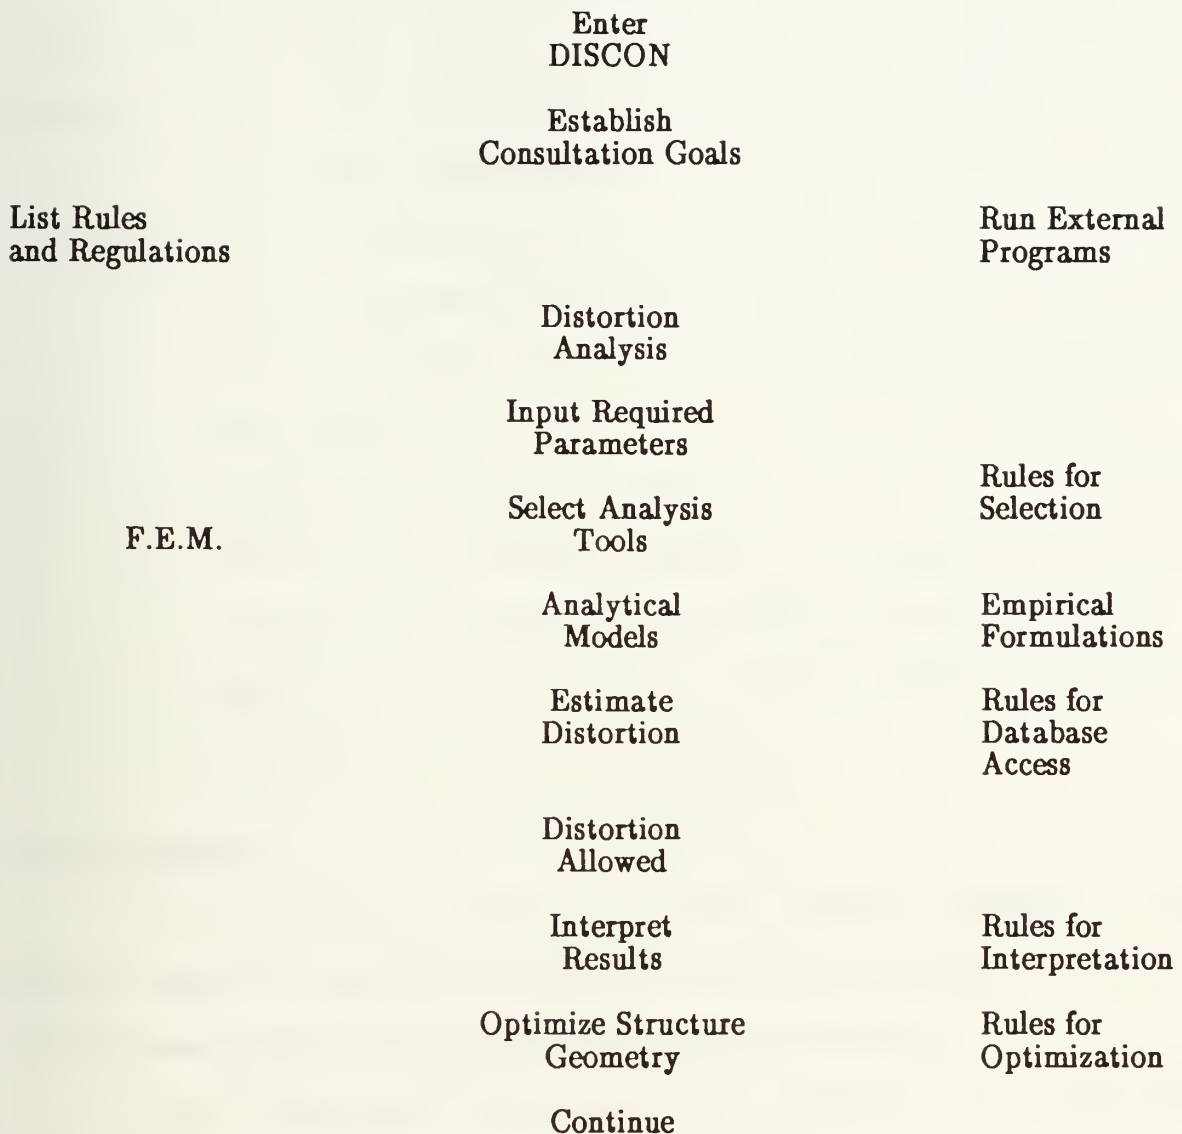 Enter
DISCON
Establish
Consultation Goals
List Rules
and Regulations
Run External
Programs
Distortion
Analysis
Input Required
Parameters
Rules for
Selection
Select Analysis
Tools
F.E.M.
Analytical
Models
Empirical
Formulations
Estimate
Distortion
Rules for
Database
Access
Distortion
Allowed
Interpret
Results
Rules for
Interpretation
Optimize Structure
Geometry
Rules for
Optimization
Continue